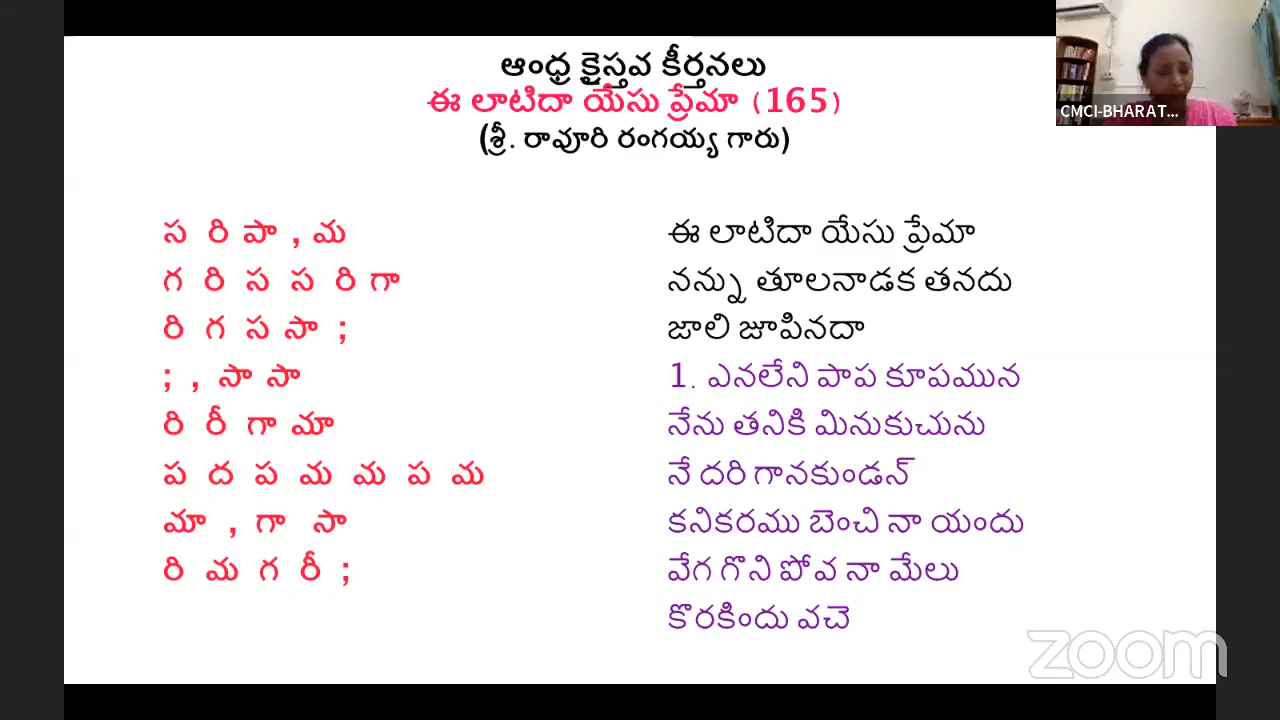 ఆంధ్ర క్రైస్తవ కీర్తనలు
ఈ లాటిదా యేసు ప్రేమా (165)
(శ్రీ. రావూరి రంగయ్య గారు)
CMCI-BHARAT...
స రి పా , మ
గ రి స స రి గా
రి గ స సా ;
; , సా సా
రి రీ గా మా
ప ద ప మ మ ప మ
మా , గా సా
రి మ గ రీ ;
ఈ లాటిదా యేసు ప్రేమా
నన్ను తూలనాడక తనదు
జాలి జూపినదా
1. ఎనలేని పాప కూపమున
నేను తనికి మినుకుచును
నే దరి గానకుండన్
కనికరము బెంచి నా యందు
వేగ గొని పోవ నా మేలు
కొరకిందు వచె
zoom